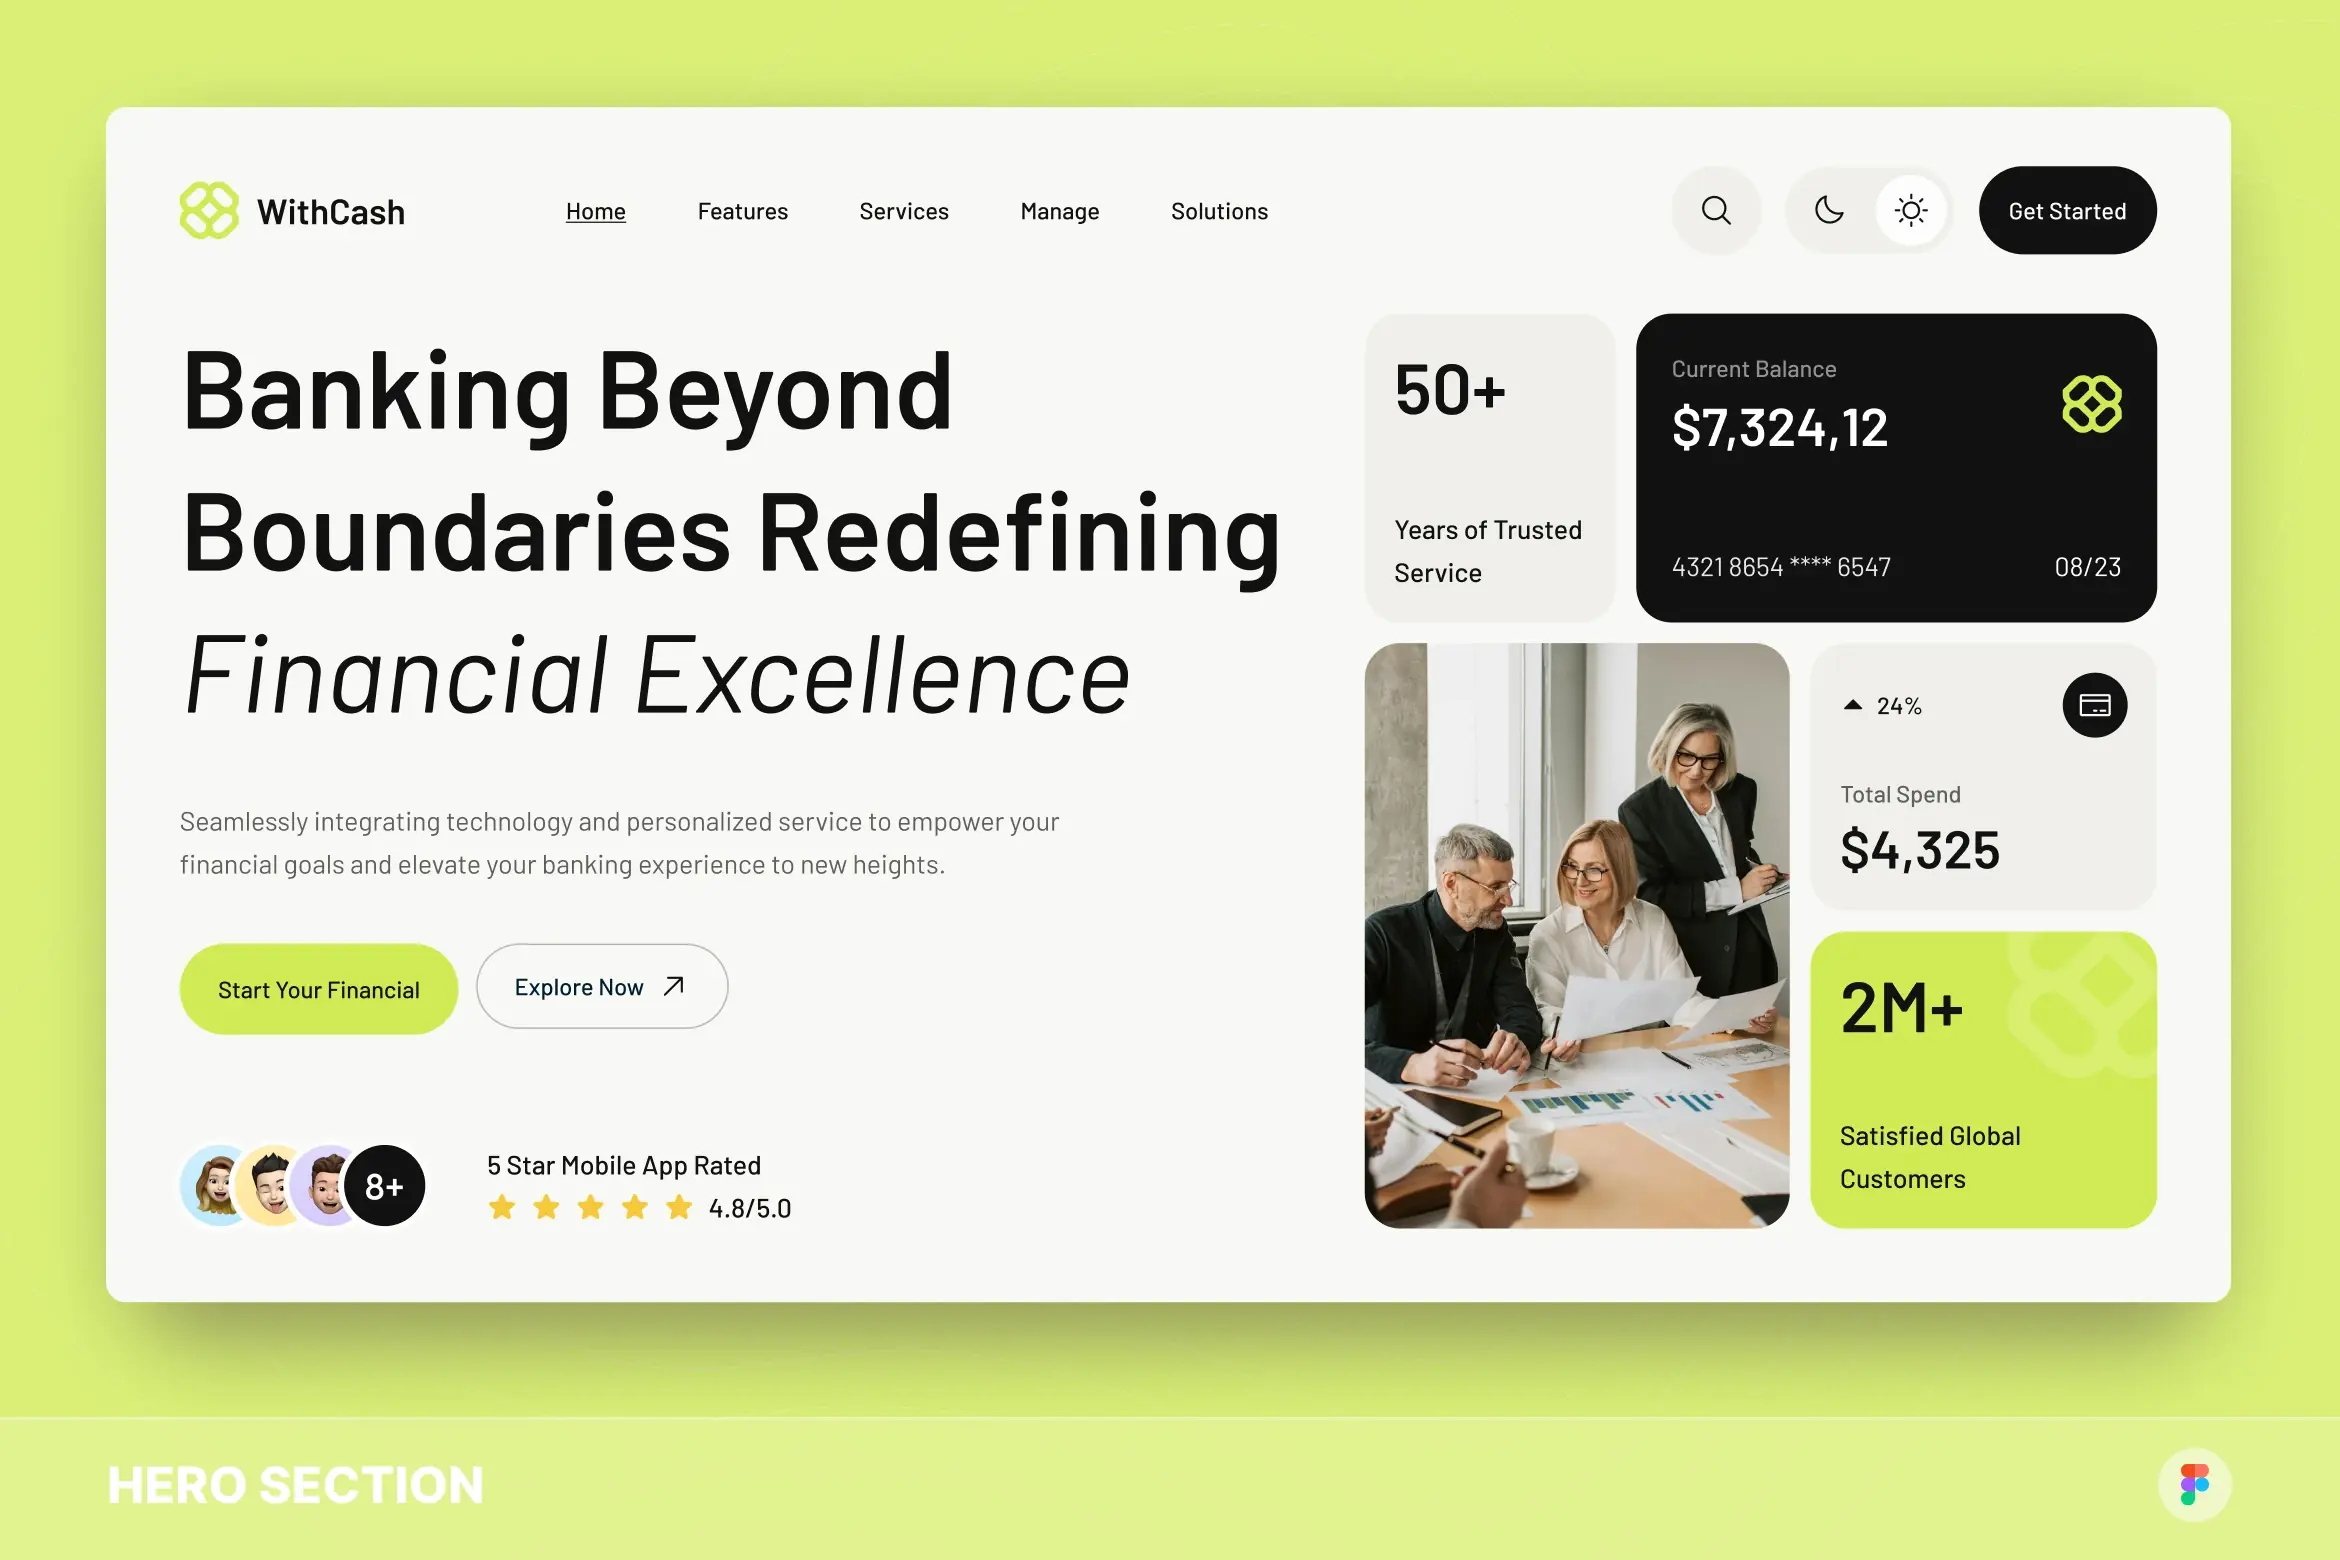 WithCash
Home
Features
Services
Manage
Solutions
Get Started
Banking Beyond
Boundaries Redefining
Financial Excellence
Seamlessly integrating technology and personalized service to empower your
financial goals and elevate your banking experience to new heights.
Start Your Financial
Explore Now
8+
5 Star Mobile App Rated
4.8/5.0
50+
Years of Trusted
Service
Current Balance
$7,324,12
4321 8654 **** 6547
08/23
24%
Total Spend
$4,325
2M+
Satisfied Global
Customers
HERO SECTION